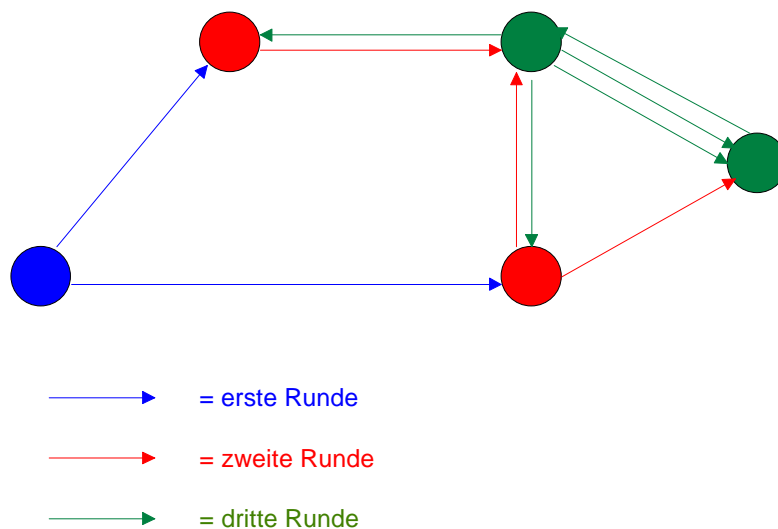 = erste Runde
= zweite Runde
= dritte Runde